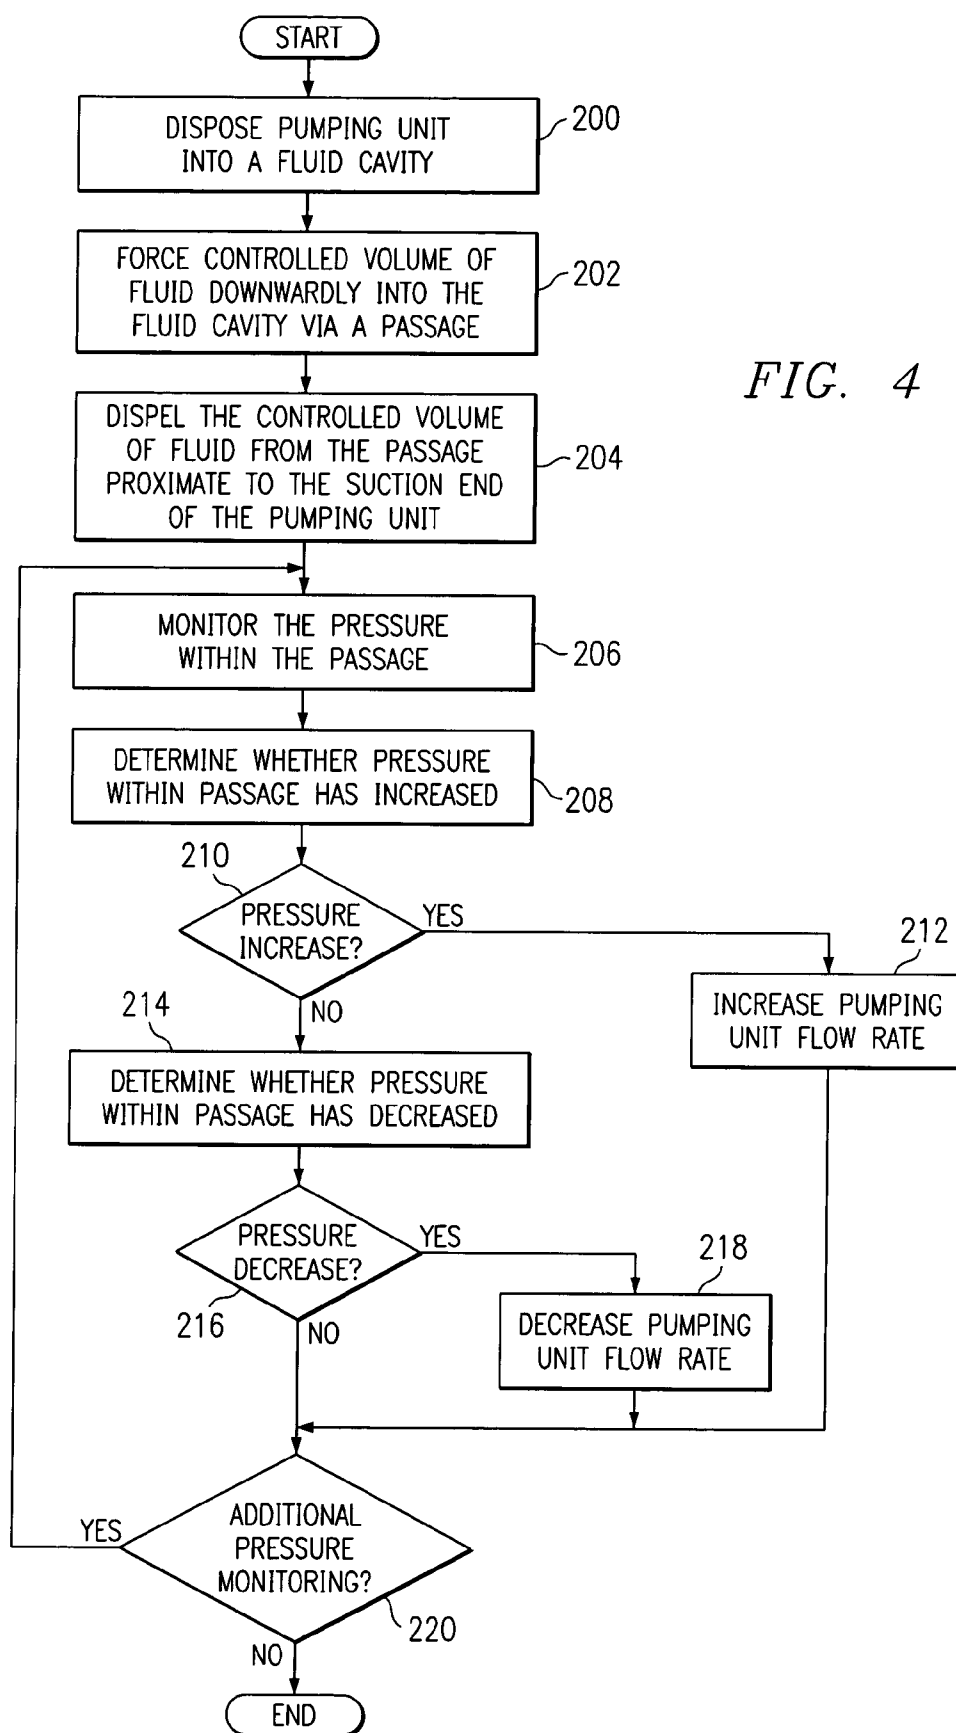 START
DISPOSE PUMPING UNIT
INTO A FLUID CAVITY
200
FORCE CONTROLLED VOLUME OF
FLUID DOWNWARDLY INTO THE
FLUID CAVITY VIA A PASSAGE
202
FIG. 4
DISPEL THE CONTROLLED VOLUME
OF FLUID FROM THE PASSAGE
PROXIMATE TO THE SUCTION END
OF THE PUMPING UNIT
204
MONITOR THE PRESSURE
WITHIN THE PASSAGE
206
DETERMINE WHETHER PRESSURE
WITHIN PASSAGE HAS INCREASED
208
210
PRESSURE
INCREASE?
YES
NO
212
INCREASE PUMPING
UNIT FLOW RATE
214
DETERMINE WHETHER PRESSURE
WITHIN PASSAGE HAS DECREASED
PRESSURE
DECREASE?
YES
216
NO
218
DECREASE PUMPING
UNIT FLOW RATE
ADDITIONAL
PRESSURE
MONITORING?
YES
220
NO
END